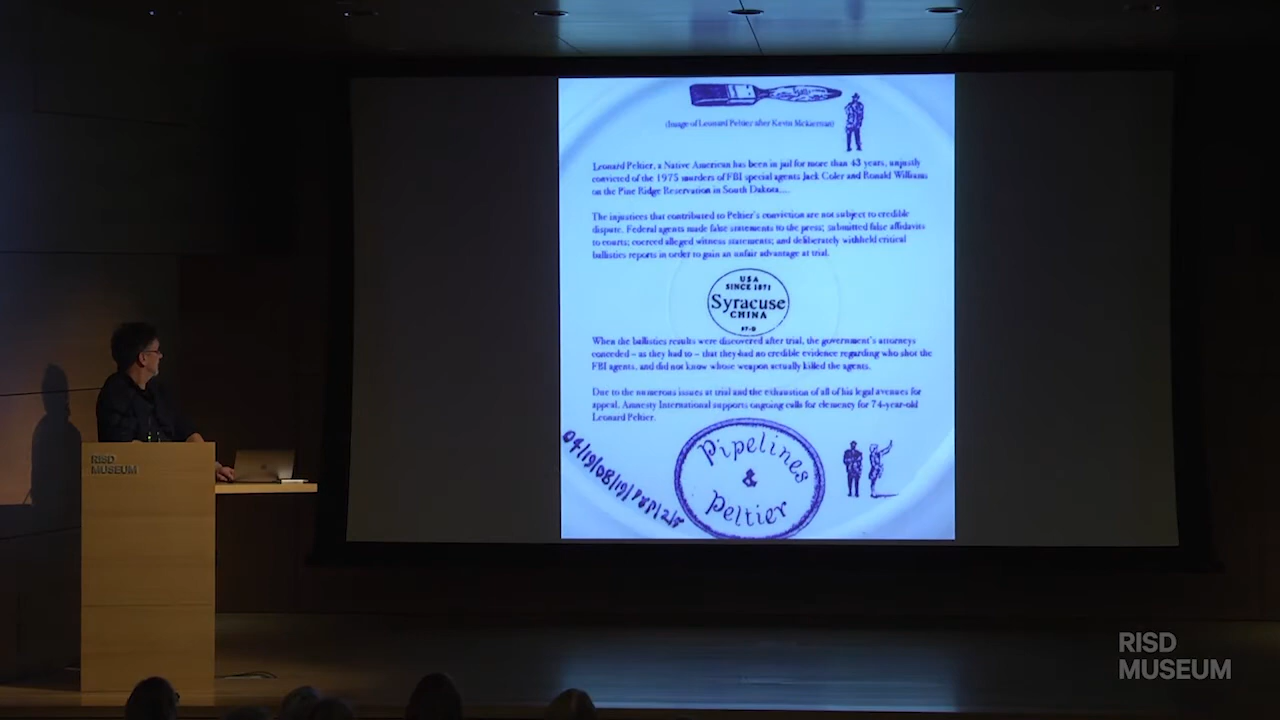 (Image of Leonard Peltier after Kevin Mckiernan)
Leonard Peltier, a Native American has been in jail for more than 43 years, unjustly
convicted of the 1975 murders of FBI special agents Jack Coler and Ronald Williams
on the Pine Ridge Reservation in South Dakota....
The injustices that contributed to Peltier's conviction are not subject to credible
dispute. Federal agents made false statements to the press; submitted false affidavits
to courts; coerced alleged witness statements; and deliberately withheld critical
ballistics reports in order to gain an unfair advantage at trial.
USA
SINCE 1871
Syracuse
CHINA
When the ballistics results were discovered after trial, the government's attorneys
conceded – as they had to – that they had no credible evidence regarding who shot the
FBI agents, and did not know whose weapon actually killed the agents.
Due to the numerous issues at trial and the exhaustion of all of his legal avenues for
appeal, Amnesty International supports ongoing calls for clemency for 74-year-old
Leonard Peltier.
Pipelines
&
Peltier
RISD
MUSEUM
RISD
MUSEUM